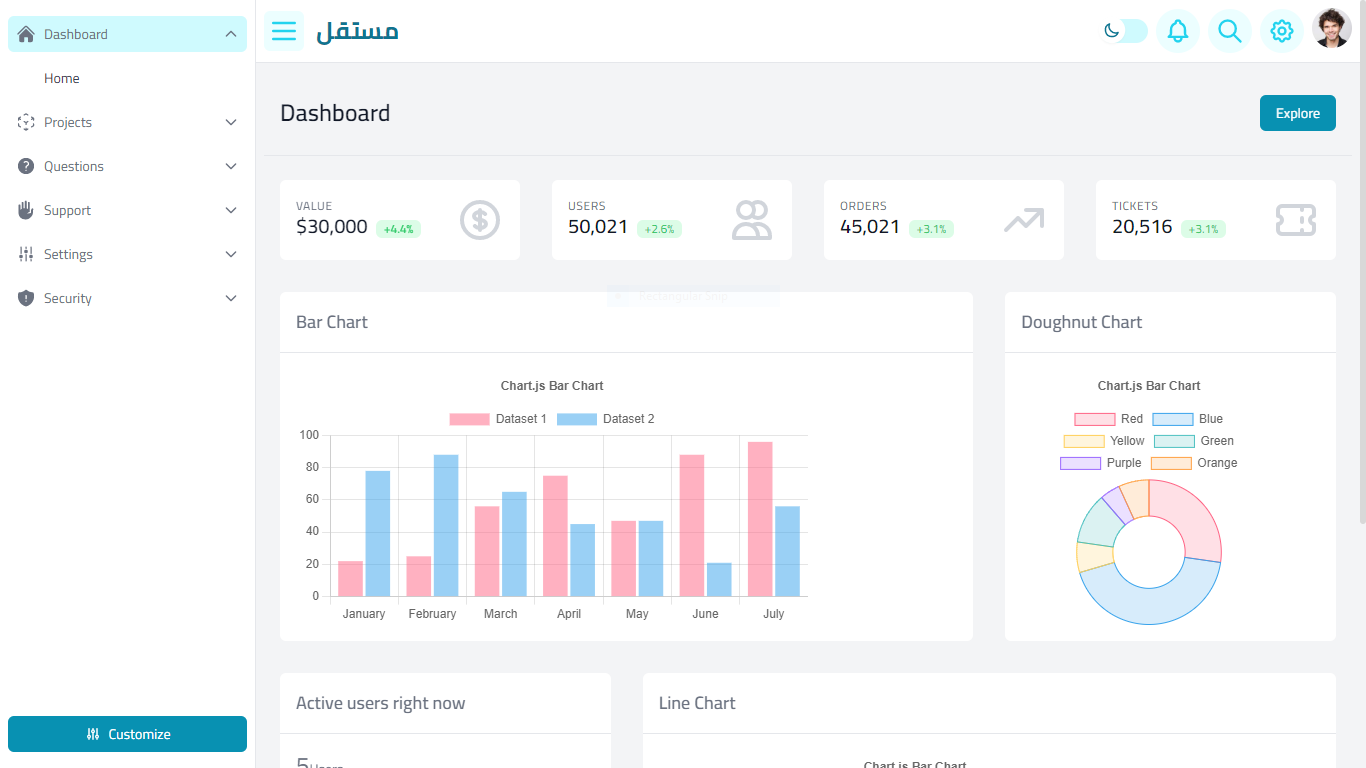 Dashboard
Home
Projects
Questions
Support
Settings
Security
Customize
مستقل
Dashboard
Explore
VALUE
$30,000 +4.4%
USERS
50,021 +2.6%
ORDERS
45,021 +3.1%
TICKETS
20,516 +3.1%
Rectangular Snip
Bar Chart
Chart.js Bar Chart
Dataset 1 Dataset 2
100
80
60
40
20
0
January February March April May June July
Doughnut Chart
Chart.js Bar Chart
Red Blue
Yellow Green
Purple Orange
Active users right now
5 Users
Line Chart
Chart.js Bar Chart